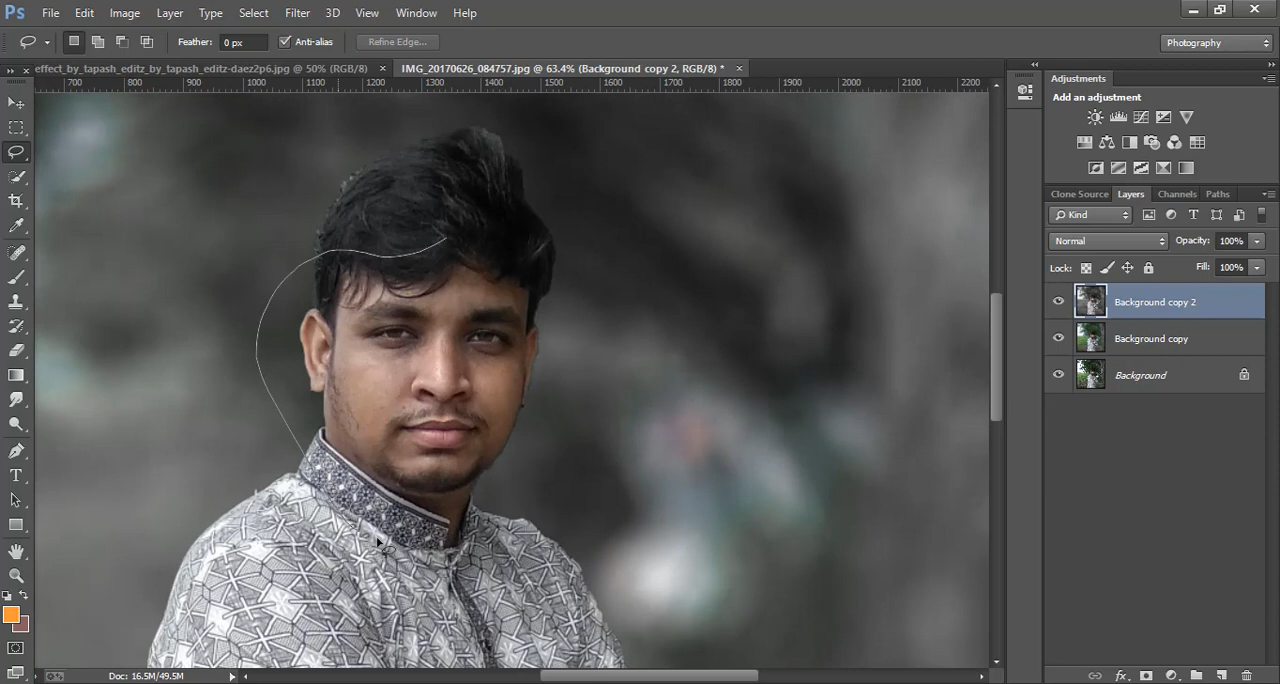 Ps File Edit Image Layer Type Select Filter 3D View Window Help
Feather: 0 px Anti-alias Refine Edge... Photography
effect_by_tapash_editz_by_tapash_editz-daez2p6.jpg @ 50% (RGB/8) × IMG_20170626_084757.jpg @ 63.4% (Background copy 2, RGB/8) * ×
700 800 900 1000 1100 1200 1300 1400 1500 1600 1700 1800 1900 2000 2100 2200
Adjustments
Add an adjustment
Clone Source Layers Channels Paths
Kind
Normal Opacity: 100%
Lock: Fill: 100%
Background copy 2
Background copy
Background
Doc: 16.5M/49.5M